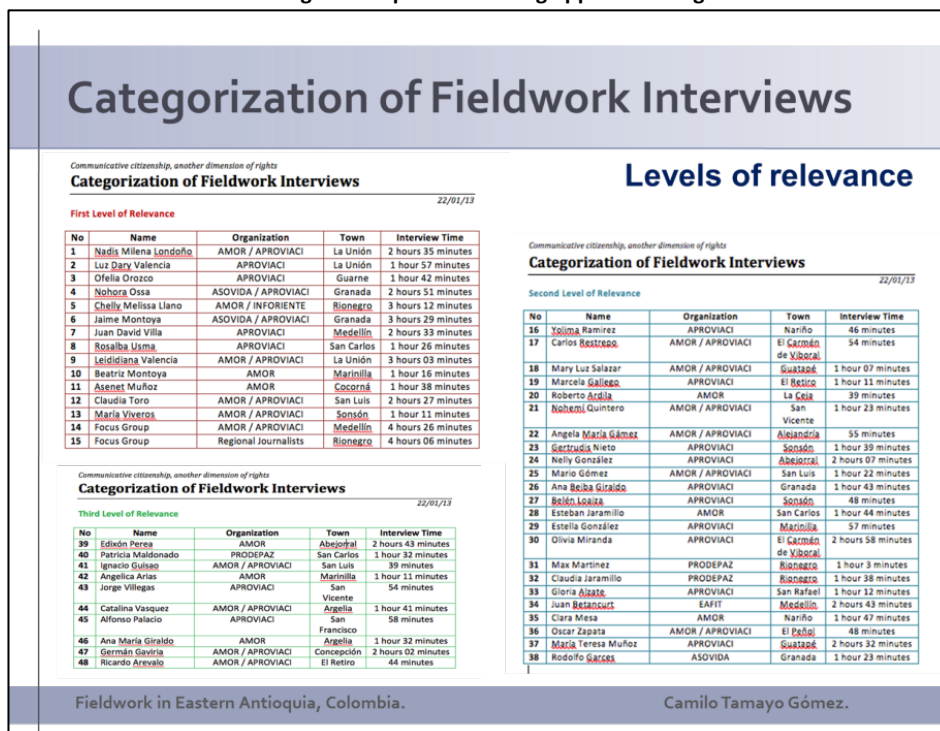 Categorization of Fieldwork Interviews
Levels of relevance
Communicative citizenship, another dimension of rights
Categorization of Fieldwork Interviews
22/01/13
First Level of Relevance
No Name Organization Town Interview Time
1 Nadis Milena Londoño AMOR / APROVIACI La Unión 2 hours 35 minutes
2 Luz Dary Valencia APROVIACI La Unión 1 hour 57 minutes
3 Ofelia Orozco APROVIACI Guarne 1 hour 42 minutes
4 Nohora Ossa ASOVIDA / APROVIACI Granada 2 hours 51 minutes
5 Chelly Melissa Llano AMOR / INFORIENTE Rionegro 3 hours 12 minutes
6 Jaime Montoya ASOVIDA / APROVIACI Granada 3 hours 29 minutes
7 Juan David Villa APROVIACI Medellín 2 hours 33 minutes
8 Rosalba Usma APROVIACI San Carlos 1 hour 26 minutes
9 Leididiana Valencia AMOR / APROVIACI La Unión 3 hours 03 minutes
10 Beatriz Montoya AMOR Marinilla 1 hour 16 minutes
11 Asenet Muñoz AMOR Cocorná 1 hour 38 minutes
12 Claudia Toro AMOR / APROVIACI San Luis 2 hours 27 minutes
13 María Viveros AMOR / APROVIACI Sonsón 1 hour 11 minutes
14 Focus Group AMOR / APROVIACI Medellín 4 hours 26 minutes
15 Focus Group Regional Journalists Rionegro 4 hours 06 minutes
Communicative citizenship, another dimension of rights
Categorization of Fieldwork Interviews
22/01/13
Second Level of Relevance
No Name Organization Town Interview Time
16 Yolima Ramirez APROVIACI Nariño 46 minutes
17 Carlos Restrepo AMOR / APROVIACI El Carmén 54 minutes
de Viboral
18 Mary Luz Salazar AMOR / APROVIACI Guatapé 1 hour 07 minutes
19 Marcela Gallego APROVIACI El Retiro 1 hour 11 minutes
20 Roberto Ardila AMOR La Ceja 39 minutes
21 Nohemí Quintero AMOR / APROVIACI San 1 hour 23 minutes
Vicente
22 Angela María Gámez AMOR / APROVIACI Alejandría 55 minutes
23 Gertrudis Nieto APROVIACI Sonsón 1 hour 39 minutes
24 Nelly González APROVIACI Abejorral 2 hours 07 minutes
25 Mario Gómez AMOR / APROVIACI San Luis 1 hour 22 minutes
26 Ana Beiba Giraldo APROVIACI Granada 1 hour 43 minutes
27 Belén Loaiza APROVIACI Sonsón 48 minutes
28 Esteban Jaramillo AMOR San Carlos 1 hour 44 minutes
29 Estella González APROVIACI Marinilla 57 minutes
30 Olivia Miranda APROVIACI El Carmén 2 hours 58 minutes
de Viboral
31 Max Martinez PRODEPAZ Rionegro 1 hour 3 minutes
32 Claudia Jaramillo PRODEPAZ Rionegro 1 hour 38 minutes
33 Gloria Alzate APROVIACI San Rafael 1 hour 12 minutes
34 Juan Betancurt EAFIT Medellín 2 hours 43 minutes
35 Clara Mesa AMOR Nariño 1 hour 47 minutes
36 Oscar Zapata AMOR / APROVIACI El Peñol 48 minutes
37 María Teresa Muñoz APROVIACI Guatapé 2 hours 32 minutes
38 Rodolfo Garces ASOVIDA Granada 1 hour 23 minutes
Communicative citizenship, another dimension of rights
Categorization of Fieldwork Interviews
22/01/13
Third Level of Relevance
No Name Organization Town Interview Time
39 Edixón Perea AMOR Abejorral 2 hours 43 minutes
40 Patricia Maldonado PRODEPAZ San Carlos 1 hour 32 minutes
41 Ignacio Guisao AMOR / APROVIACI San Luis 39 minutes
42 Angelica Arias AMOR Marinilla 1 hour 11 minutes
43 Jorge Villegas APROVIACI San 54 minutes
Vicente
44 Catalina Vasquez AMOR / APROVIACI Argelia 1 hour 41 minutes
45 Alfonso Palacio APROVIACI San 58 minutes
Francisco
46 Ana María Giraldo AMOR Argelia 1 hour 32 minutes
47 Germán Gaviria AMOR / APROVIACI Concepción 2 hours 02 minutes
48 Ricardo Arevalo AMOR / APROVIACI El Retiro 44 minutes
Fieldwork in Eastern Antioquia, Colombia.
Camilo Tamayo Gómez.